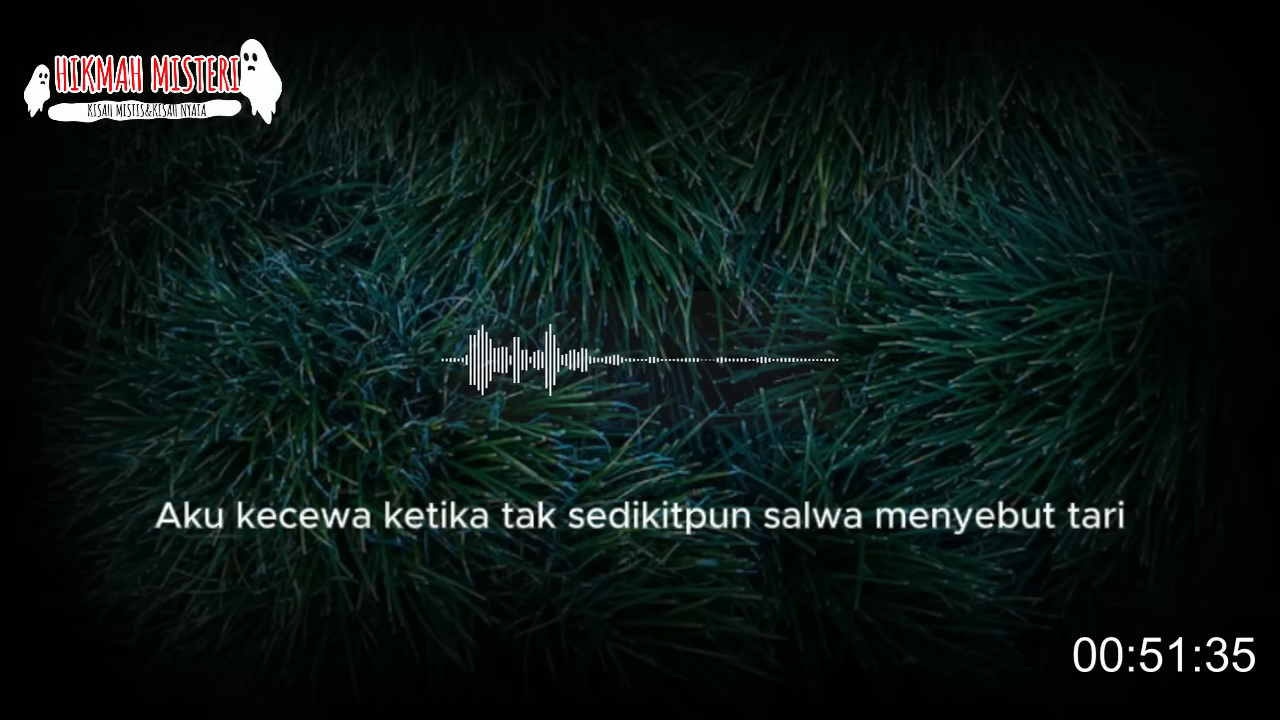 HIKMAH MISTERI
KISAH MISTIS&KISAH NYATA
Aku kecewa ketika tak sedikitpun salwa menyebut tari
00:51:35